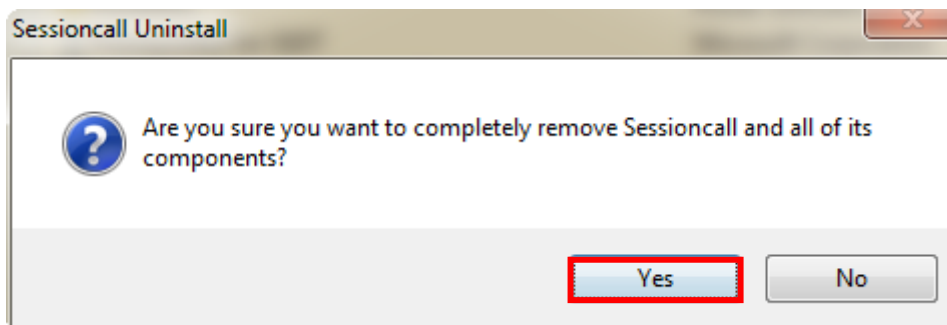 Sessioncall Uninstall
Are you sure you want to completely remove Sessioncall and all of its
components?
Yes
No